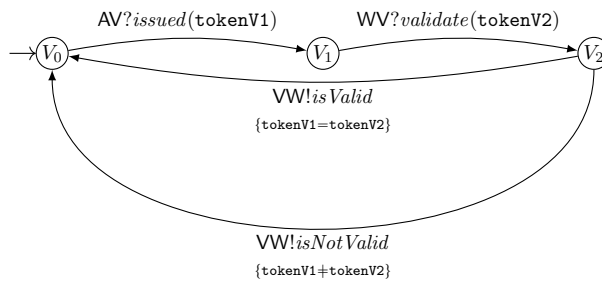 AV?issued(tokenV1)
WV?validate(tokenV2)
V0
V1
V2
VW!isValid
{tokenV1=tokenV2}
VW!isNotValid
{tokenV1≠tokenV2}